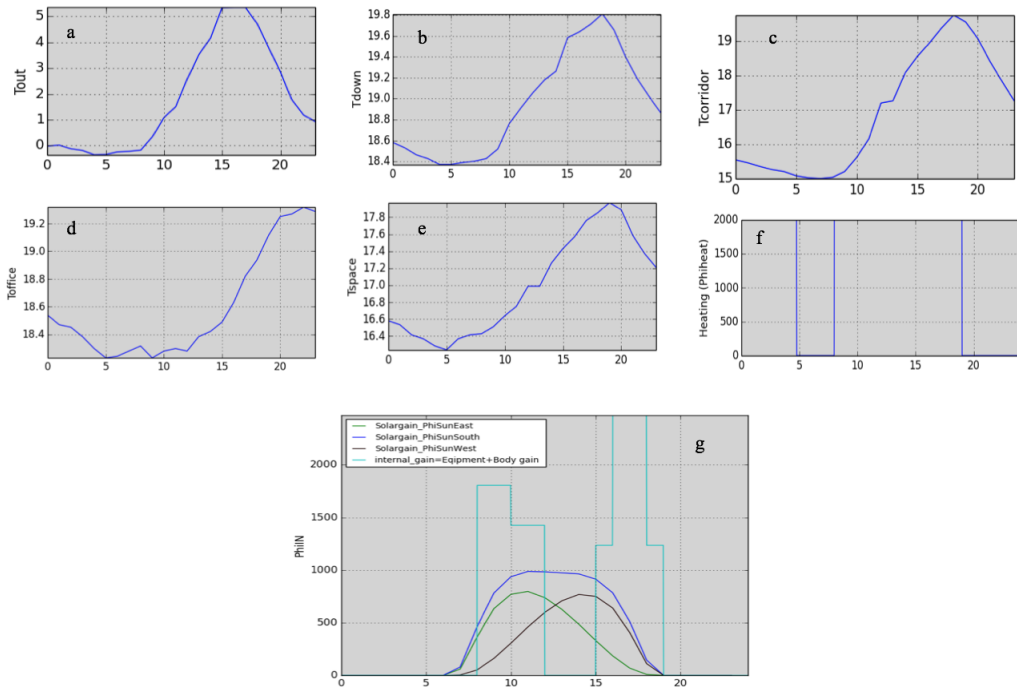 a
Tout
5
4
3
2
1
0
0 5 10 15 20
b
Tdown
19.8
19.6
19.4
19.2
19.0
18.8
18.6
18.4
0 5 10 15 20
c
Tcorridor
19
18
17
16
15
0 5 10 15 20
d
Toffice
19.2
19.0
18.8
18.6
18.4
0 5 10 15 20
e
Tspace
17.8
17.6
17.4
17.2
17.0
16.8
16.6
16.4
0 5 10 15 20
f
Heating (Phiheat)
2000
1500
1000
500
0
0 5 10 15 20
Solargain_PhiSunEast
Solargain_PhiSunSouth
Solargain_PhiSunWest
internal_gain=Eqipment+Body gain
g
PhiIN
2000
1500
1000
500
0
0 5 10 15 20